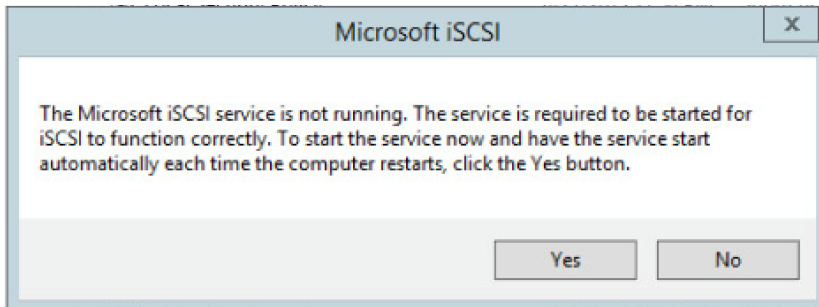 Microsoft iSCSI
x
The Microsoft iSCSI service is not running. The service is required to be started for
iSCSI to function correctly. To start the service now and have the service start
automatically each time the computer restarts, click the Yes button.
Yes
No